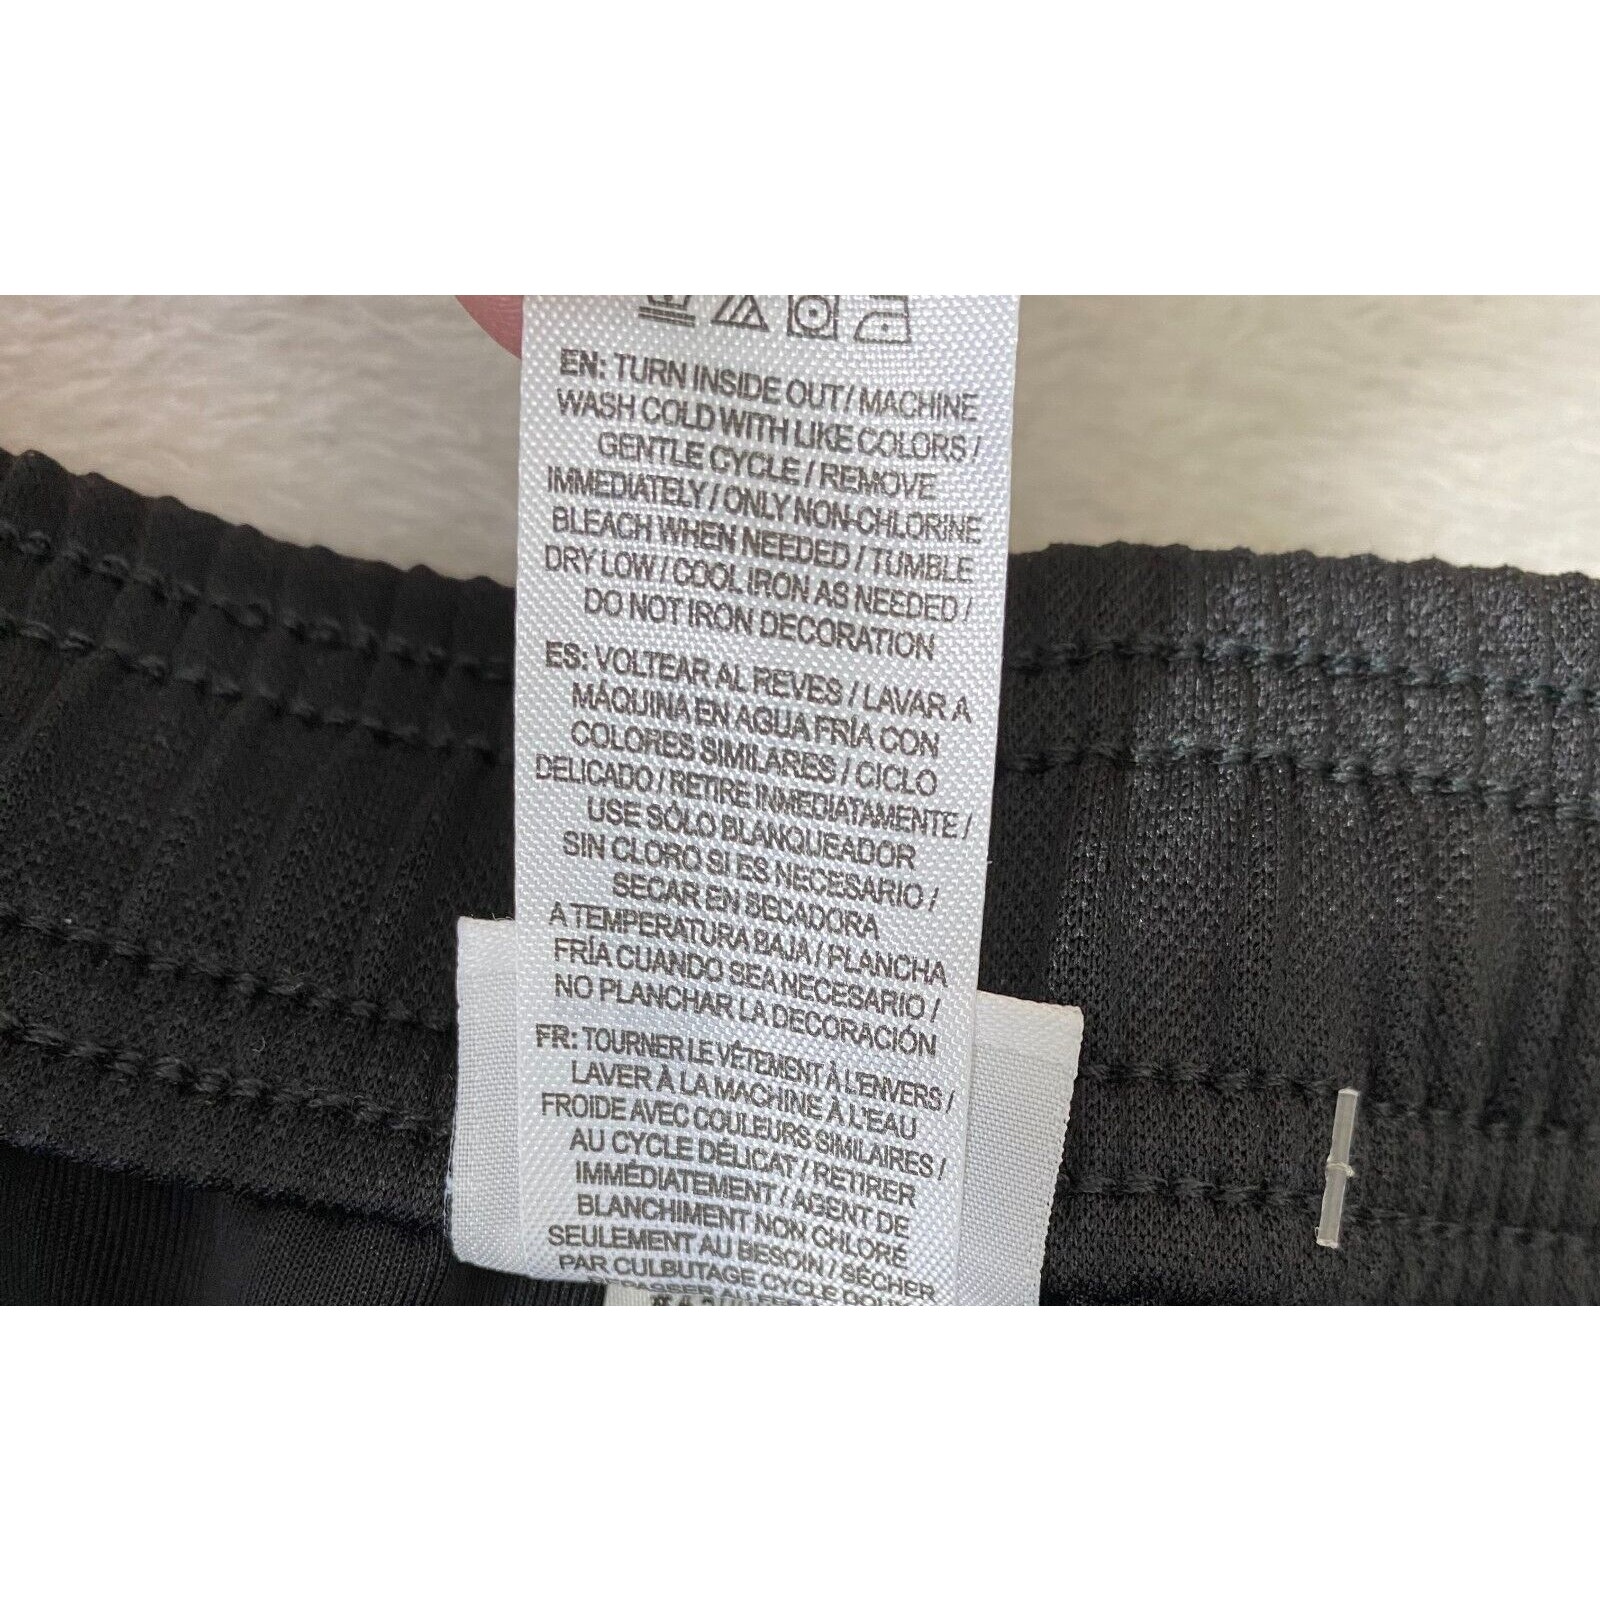 EN: TURN INSIDE OUT / MACHINE
WASH COLD WITH LIKE COLORS /
GENTLE CYCLE / REMOVE
IMMEDIATELY / ONLY NON-CHLORINE
BLEACH WHEN NEEDED / TUMBLE
DRY LOW / COOL IRON AS NEEDED /
DO NOT IRON DECORATION
ES: VOLTEAR AL REVES / LAVAR A
MÁQUINA EN AGUA FRÍA CON
COLORES SIMILARES / CICLO
DELICADO / RETIRE INMEDIATAMENTE /
USE SÓLO BLANQUEADOR
SIN CLORO SI ES NECESARIO /
SECAR EN SECADORA
A TEMPERATURA BAJA / PLANCHA
FRÍA CUANDO SEA NECESARIO /
NO PLANCHAR LA DECORACIÓN
FR: TOURNER LE VÊTEMENT À L'ENVERS /
LAVER À LA MACHINE À L'EAU
FROIDE AVEC COULEURS SIMILAIRES /
AU CYCLE DÉLICAT / RETIRER
IMMÉDIATEMENT / AGENT DE
BLANCHIMENT NON CHLORÉ
SEULEMENT AU BESOIN / SÉCHER
PAR CULBUTAGE CYCLE DOUX
REPASSER AU FER